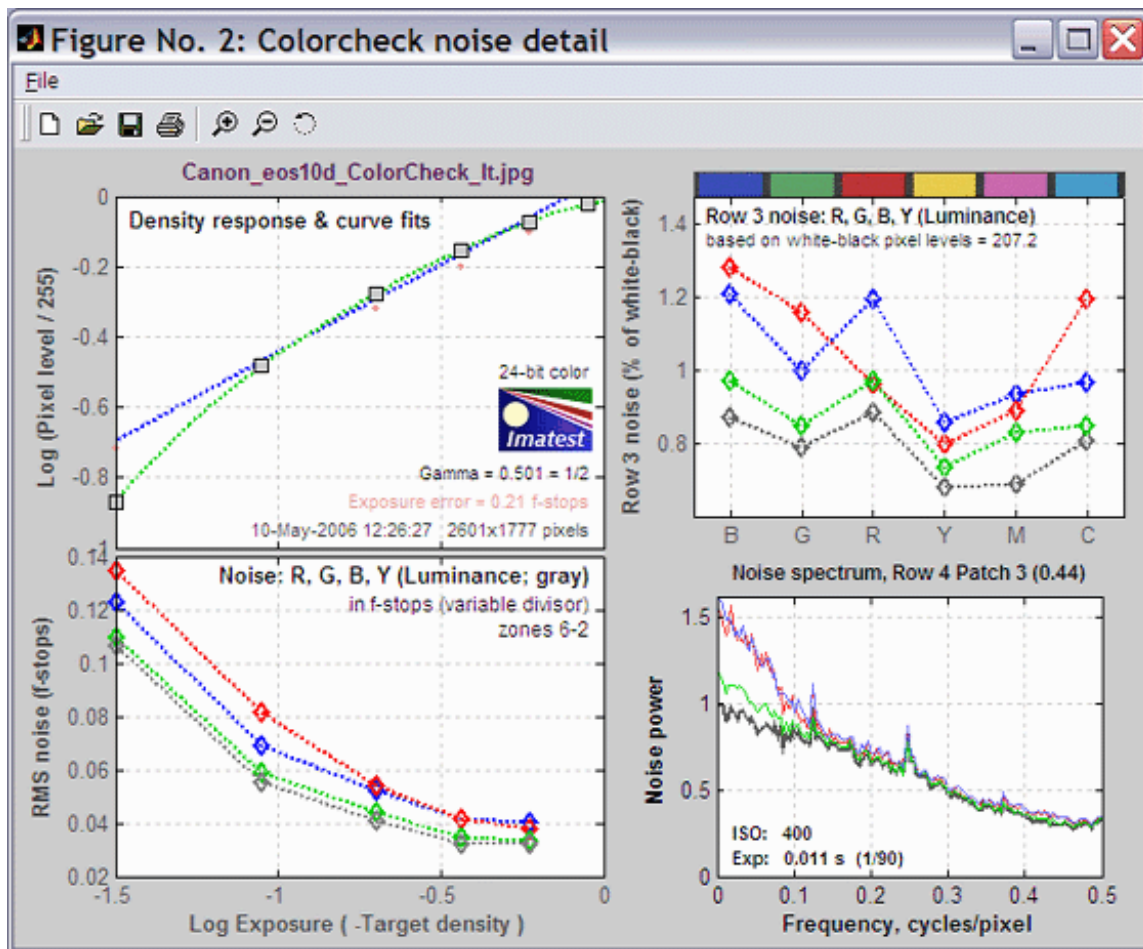 Figure No. 2: Colorcheck noise detail
File
Canon_eos10d_ColorCheck_lt.jpg
Density response & curve fits
Log (Pixel level / 255)
0
-0.2
-0.4
-0.6
-0.8
-1
24-bit color
Imatest
Gamma = 0.501 = 1/2
Exposure error = 0.21 f-stops
10-May-2006 12:26:27 2601x1777 pixels
Row 3 noise: R, G, B, Y (Luminance)
based on white-black pixel levels = 207.2
Row 3 noise (% of white-black)
1.4
1.2
1
0.8
B G R Y M C
Noise: R, G, B, Y (Luminance; gray)
in f-stops (variable divisor)
zones 6-2
RMS noise (f-stops)
0.14
0.12
0.1
0.08
0.06
0.04
0.02
-1.5 -1 -0.5 0
Log Exposure ( -Target density )
Noise spectrum, Row 4 Patch 3 (0.44)
Noise power
1.5
1
0.5
0
ISO: 400
Exp: 0.011 s (1/90)
0 0.1 0.2 0.3 0.4 0.5
Frequency, cycles/pixel